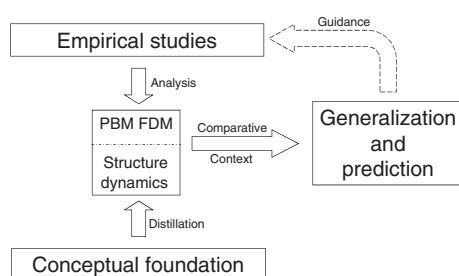 Guidance
Empirical studies
Analysis
PBM FDM
Structure
dynamics
Comparative
Context
Generalization
and
prediction
Distillation
Conceptual foundation